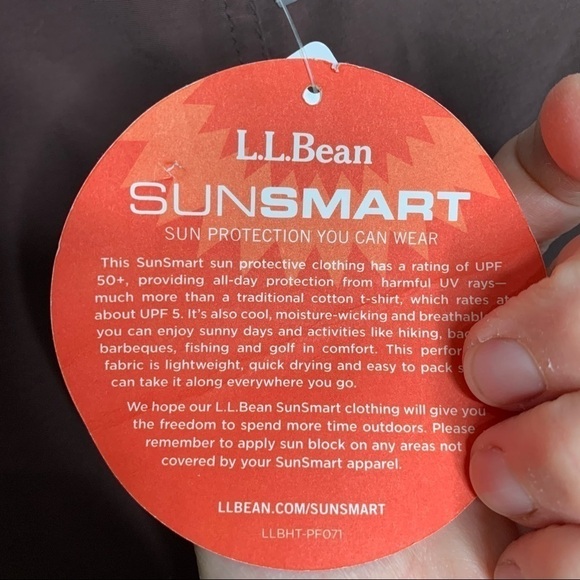 L.L.Bean
SUNSMART
SUN PROTECTION YOU CAN WEAR
This SunSmart sun protective clothing has a rating of UPF
50+, providing all-day protection from harmful UV rays—
much more than a traditional cotton t-shirt, which rates at
about UPF 5. It's also cool, moisture-wicking and breathable
you can enjoy sunny days and activities like hiking,
barbeques, fishing and golf in comfort. This
fabric is lightweight, quick drying and easy to pack
can take it along everywhere you go.
We hope our L.L.Bean SunSmart clothing will give you
the freedom to spend more time outdoors. Please
remember to apply sun block on any areas not
covered by your SunSmart apparel.
LLBEAN.COM/SUNSMART
LLBHT-PF071